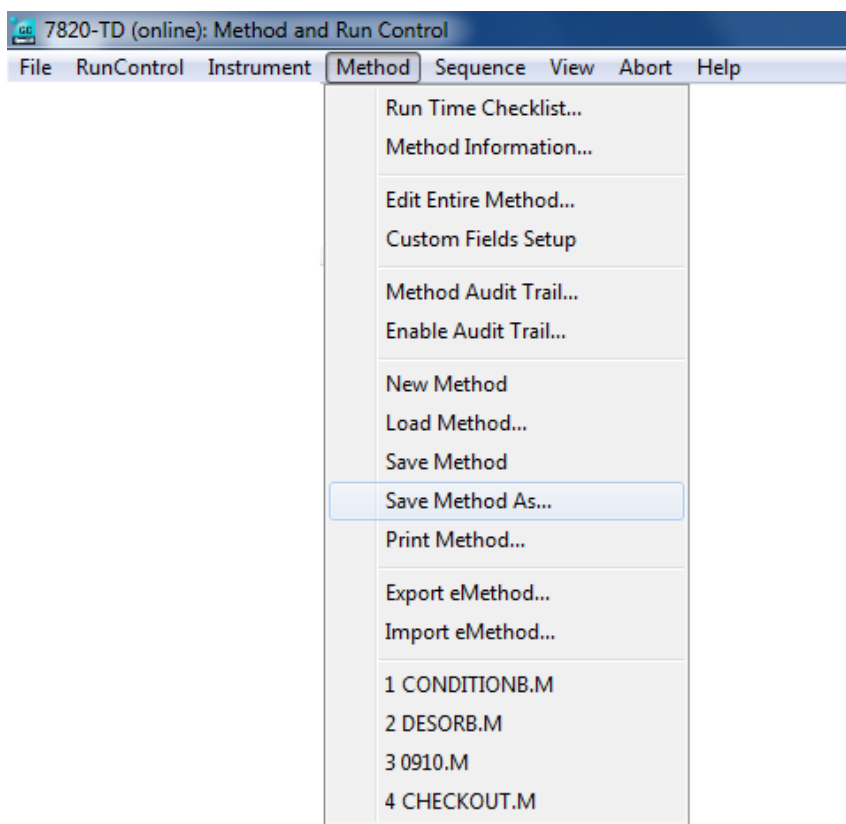 GC 7820-TD (online): Method and Run Control
File RunControl Instrument Method Sequence View Abort Help
Run Time Checklist...
Method Information...
Edit Entire Method...
Custom Fields Setup
Method Audit Trail...
Enable Audit Trail...
New Method
Load Method...
Save Method
Save Method As...
Print Method...
Export eMethod...
Import eMethod...
1 CONDITIONB.M
2 DESORB.M
3 0910.M
4 CHECKOUT.M